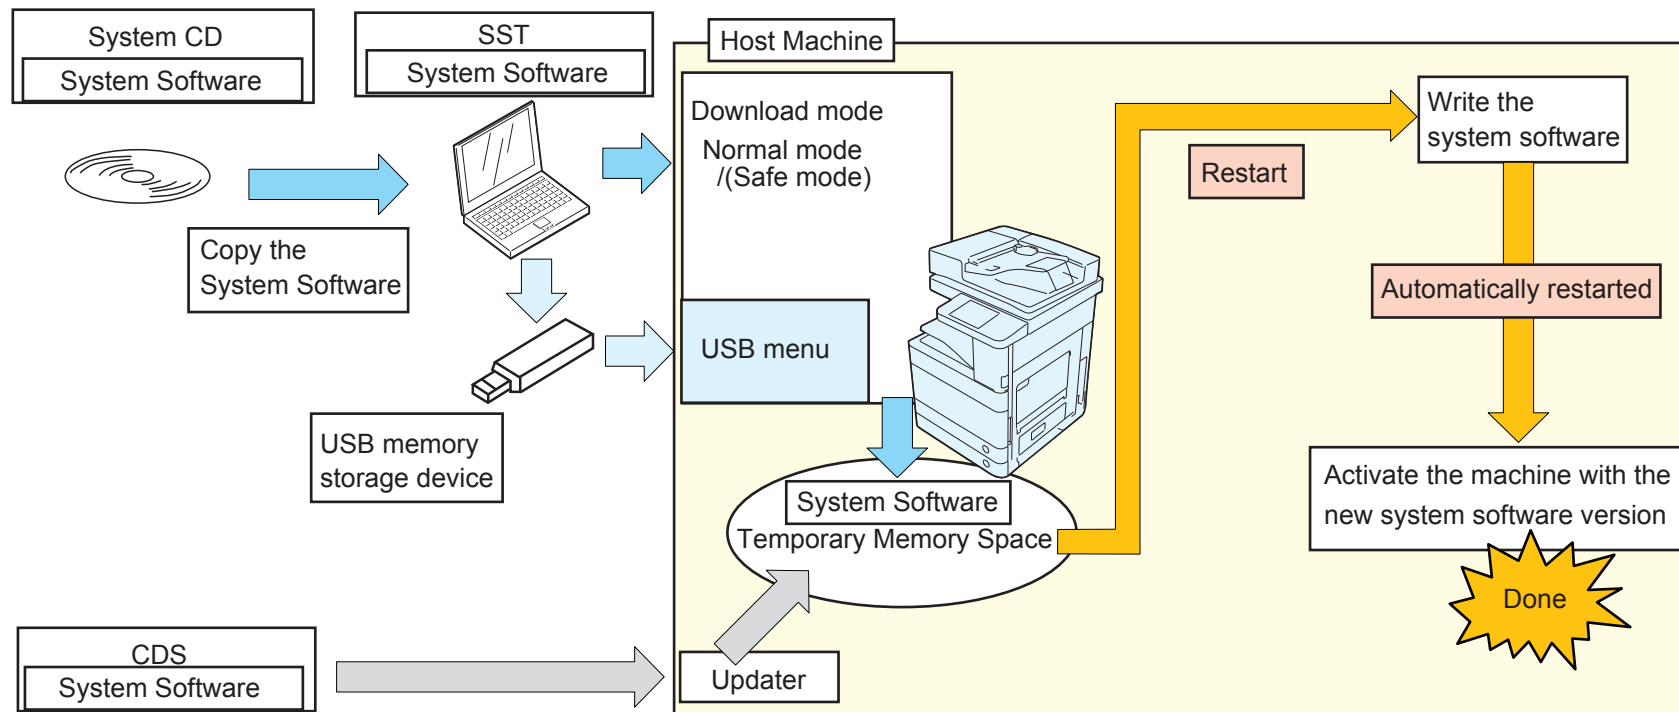 System CD
System Software
SST
System Software
Host Machine
Download mode
Normal mode
/(Safe mode)
Write the
system software
Restart
Copy the
System Software
Automatically restarted
USB menu
USB memory
storage device
Activate the machine with the
new system software version
System Software
Temporary Memory Space
Done
CDS
System Software
Updater